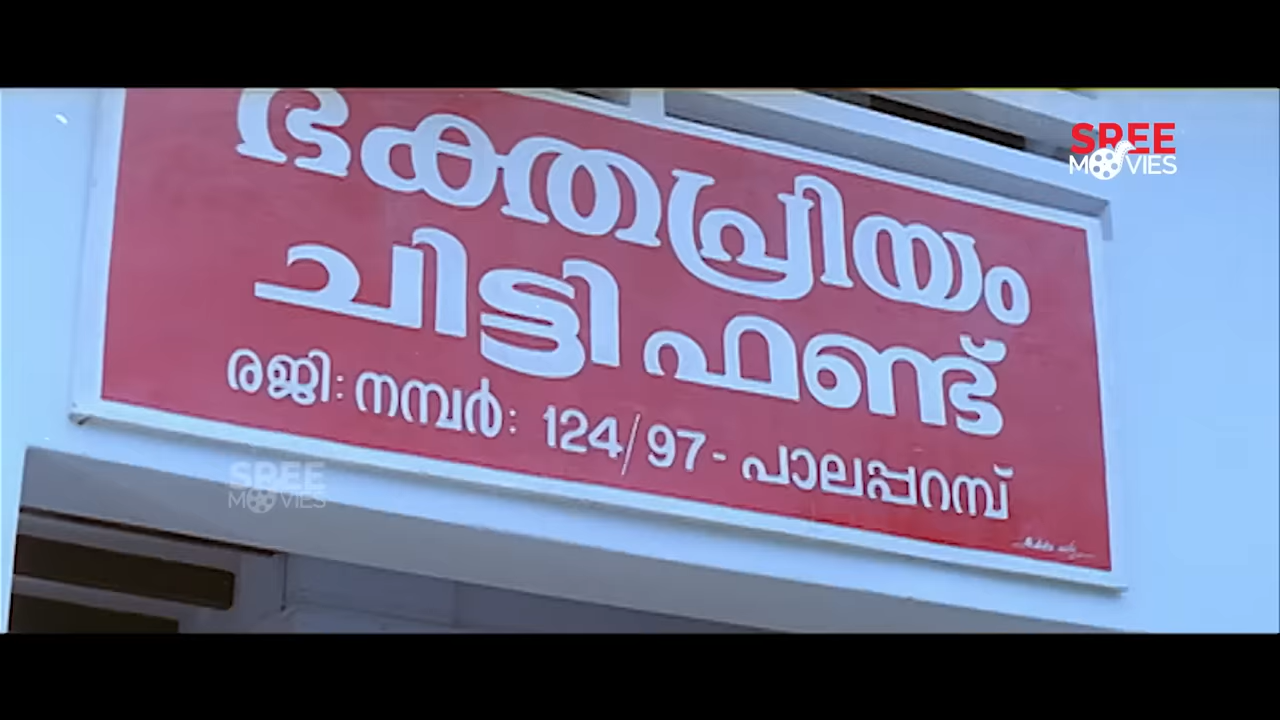 ഭക്തപ്രിയം
ചിട്ടി ഫണ്ട്
രജി: നമ്പർ: 124/97- പാലപ്പറമ്പ്
SREE
MOVIES
SREE
MOVIES